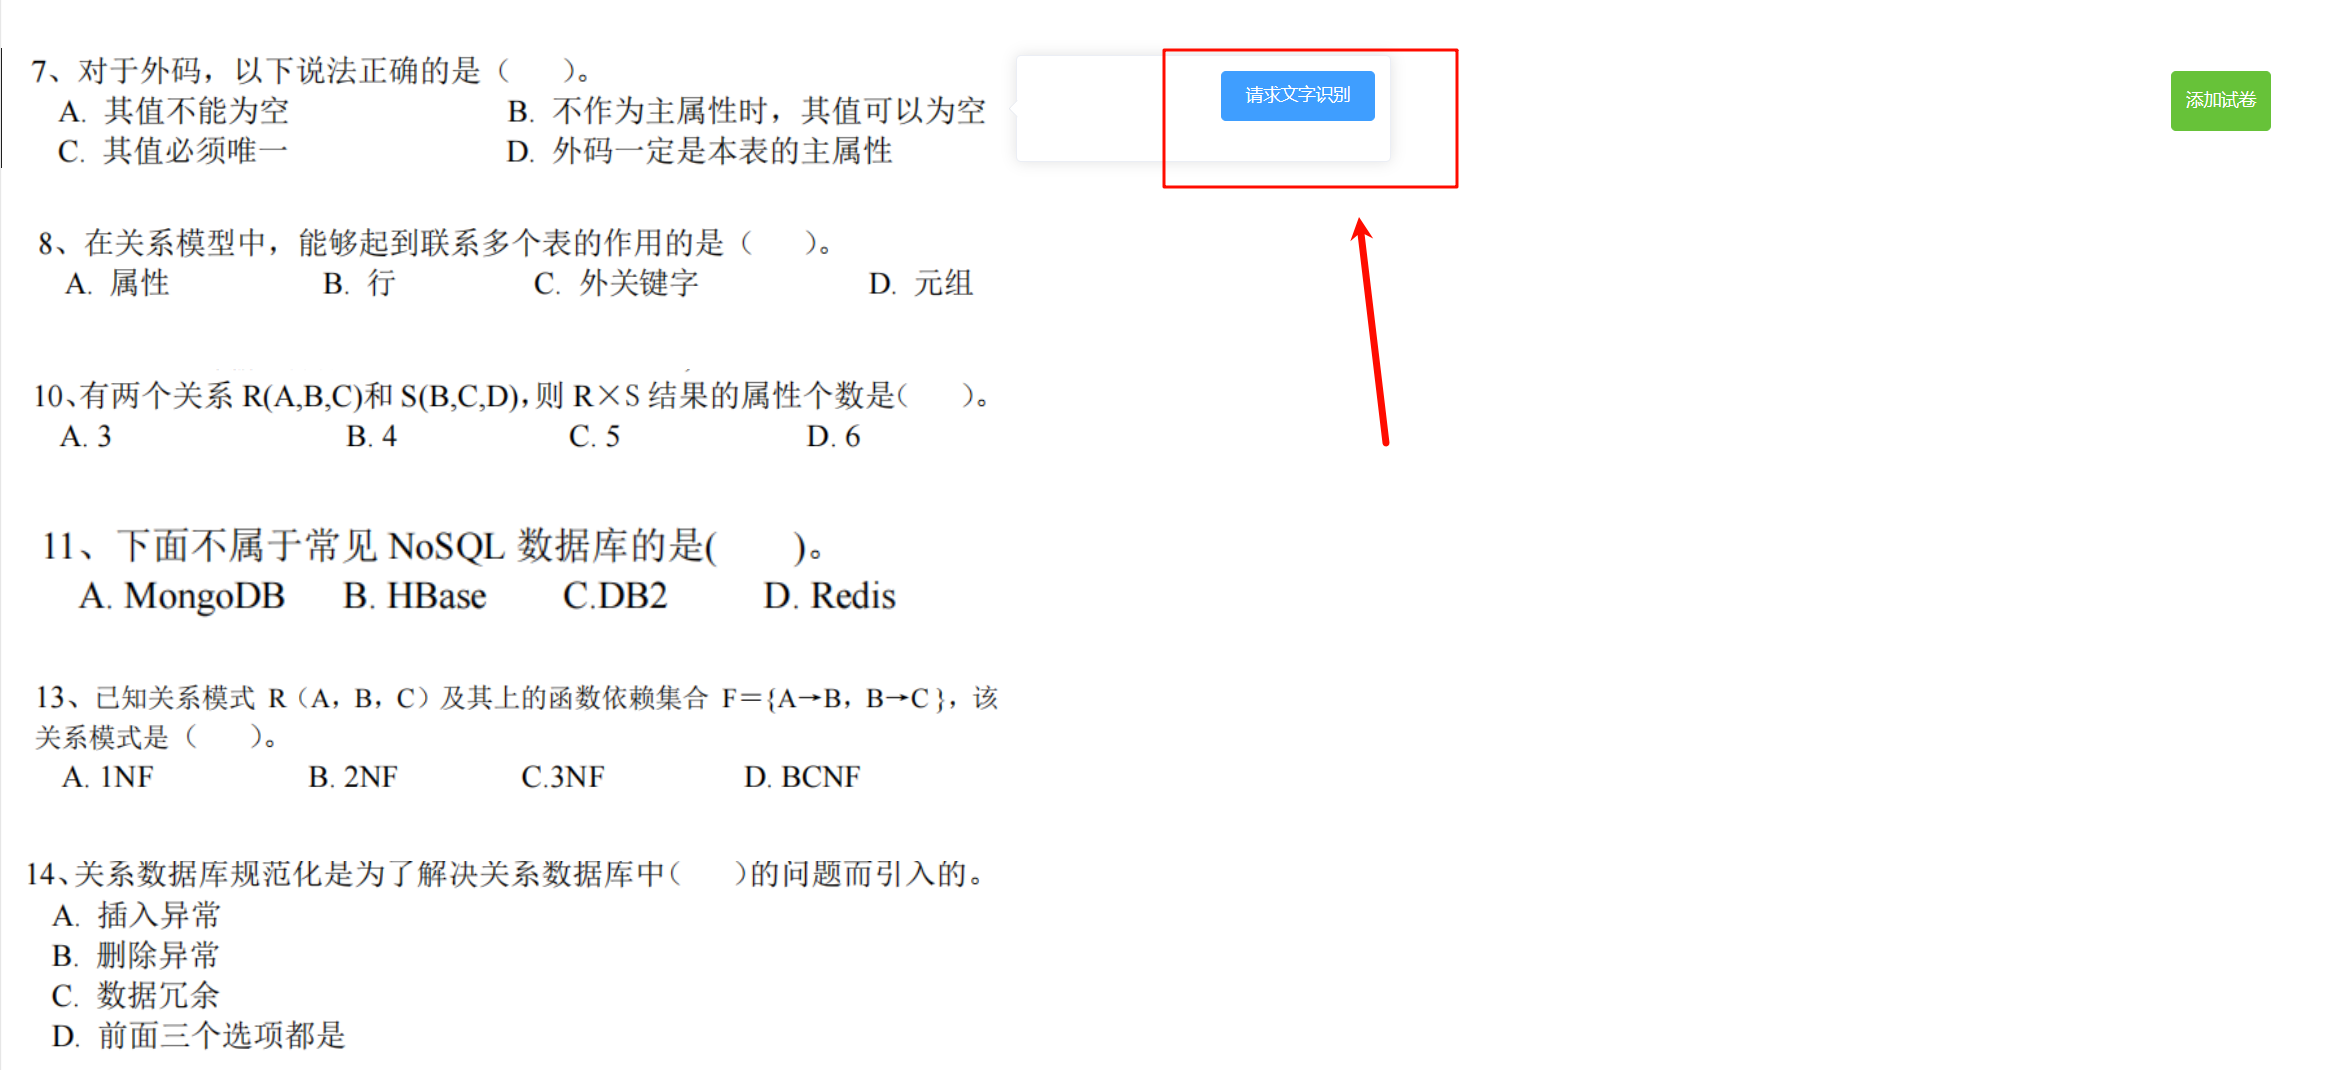 7、对于外码，以下说法正确的是（　　）。
A. 其值不能为空　　B. 不作为主属性时，其值可以为空
C. 其值必须唯一　　D. 外码一定是本表的主属性
请求文字识别
添加试卷
8、在关系模型中，能够起到联系多个表的作用的是（　　）。
A. 属性　　B. 行　　C. 外关键字　　D. 元组
10、有两个关系 R(A,B,C)和 S(B,C,D)，则 R×S 结果的属性个数是(　　)。
A. 3　　B. 4　　C. 5　　D. 6
11、下面不属于常见 NoSQL 数据库的是(　　)。
A. MongoDB　　B. HBase　　C.DB2　　D. Redis
13、已知关系模式 R（A，B，C）及其上的函数依赖集合 F＝{A→B，B→C }，该
关系模式是（　　）。
A. 1NF　　B. 2NF　　C.3NF　　D. BCNF
14、关系数据库规范化是为了解决关系数据库中(　　)的问题而引入的。
A. 插入异常
B. 删除异常
C. 数据冗余
D. 前面三个选项都是